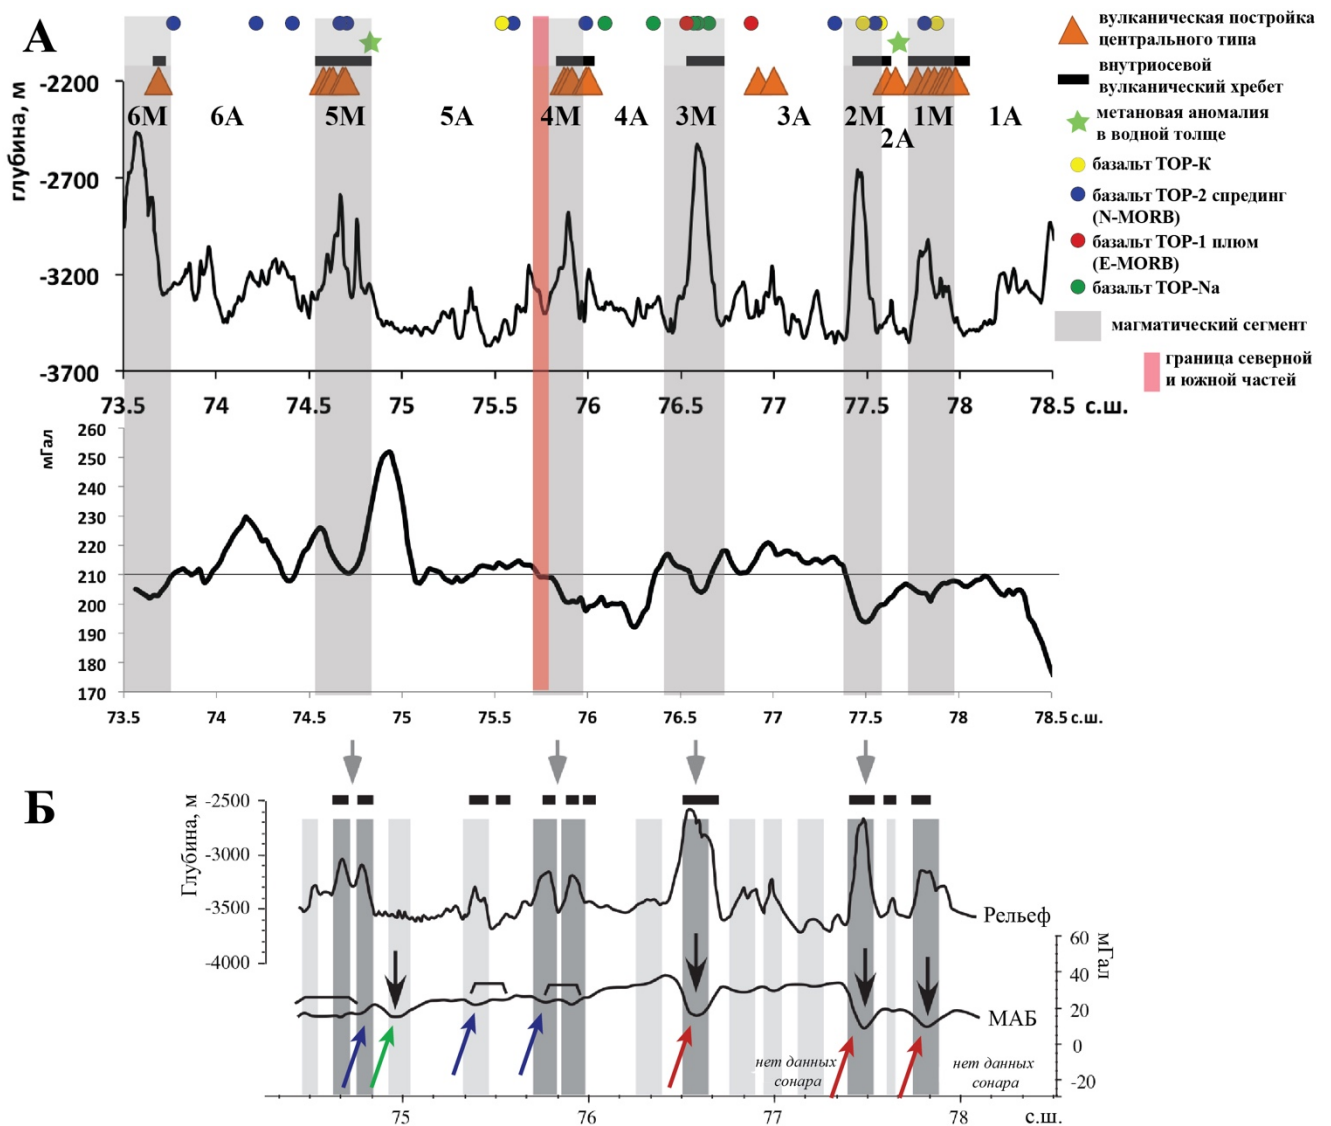 А
глубина, м
-2200
-2700
-3200
-3700
6М
6А
5М
5А
4М
4А
3М
3А
2М
2А
1М
1А
73.5 74 74.5 75 75.5 76 76.5 77 77.5 78 78.5 с.ш.
вулканическая постройка
центрального типа
внутриосевой
вулканический хребет
метановая аномалия
в водной толще
базальт ТОР-К
базальт ТОР-2 спрединг
(N-MORB)
базальт ТОР-1 плюм
(E-MORB)
базальт ТОР-Na
магматический сегмент
граница северной
и южной частей
мГал
260
250
240
230
220
210
200
190
180
170
73.5 74 74.5 75 75.5 76 76.5 77 77.5 78 78.5 с.ш.
Б
Глубина, м
-2500
-3000
-3500
-4000
Рельеф
МАБ
мГал
60
40
20
0
-20
нет данных
сонара
нет данных
сонара
75 76 77 78 с.ш.